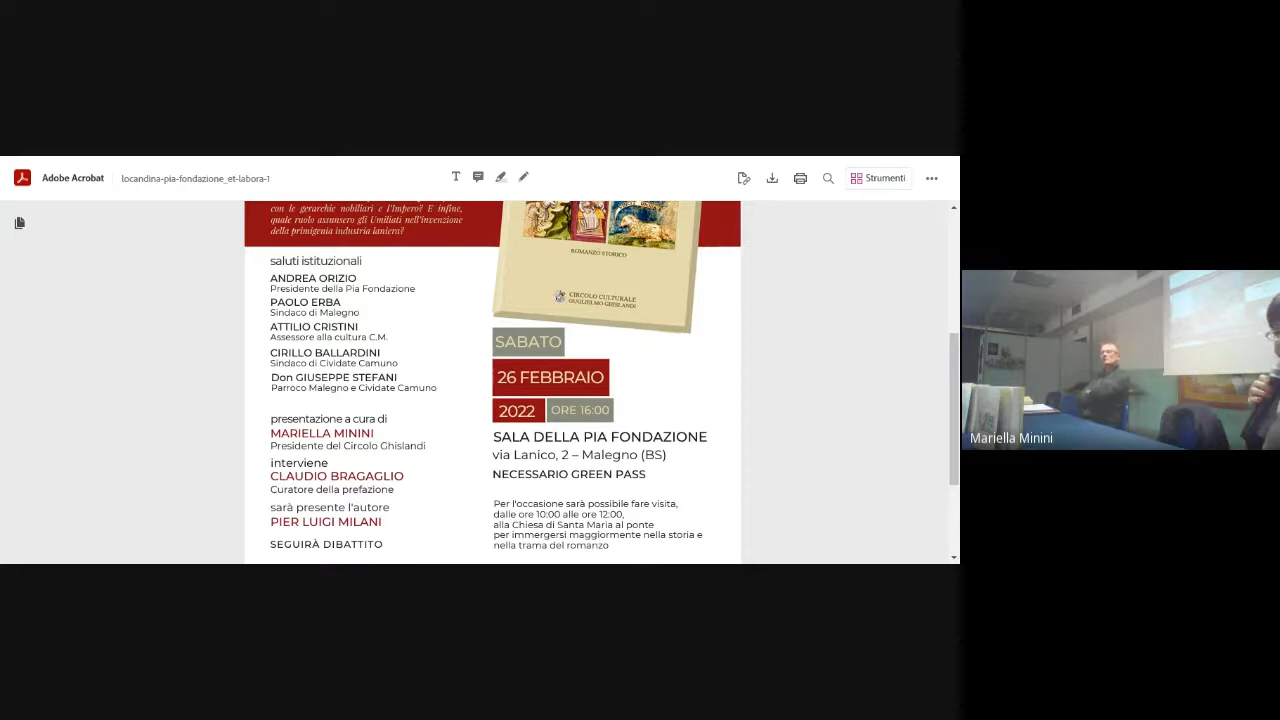 Adobe Acrobat
locandina-pia-fondazione_et-labora-1
Strumenti
con le gerarchie nobiliari e l'Impero? E infine,
quale ruolo assunsero gli Umiliati nell'invenzione
della primigenia industria laniera?
saluti istituzionali
ANDREA ORIZIO
Presidente della Pia Fondazione
PAOLO ERBA
Sindaco di Malegno
ATTILIO CRISTINI
Assessore alla cultura C.M.
CIRILLO BALLARDINI
Sindaco di Cividate Camuno
Don GIUSEPPE STEFANI
Parroco Malegno e Cividate Camuno
presentazione a cura di
MARIELLA MININI
Presidente del Circolo Ghislandi
interviene
CLAUDIO BRAGAGLIO
Curatore della prefazione
sarà presente l'autore
PIER LUIGI MILANI
SEGUIRÀ DIBATTITO
ROMANZO STORICO
CIRCOLO CULTURALE
GUGLIELMO GHISLANDI
SABATO
26 FEBBRAIO
2022 ORE 16:00
SALA DELLA PIA FONDAZIONE
via Lanico, 2 – Malegno (BS)
NECESSARIO GREEN PASS
Per l'occasione sarà possibile fare visita,
dalle ore 10:00 alle ore 12:00,
alla Chiesa di Santa Maria al ponte
per immergersi maggiormente nella storia e
nella trama del romanzo
Mariella Minini